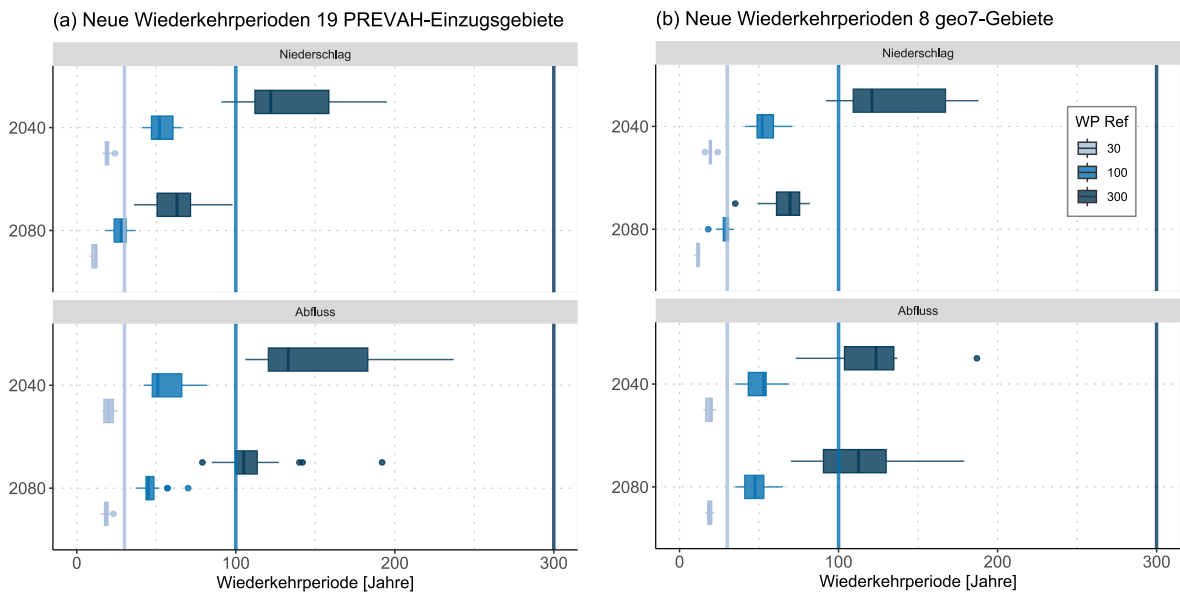 (a) Neue Wiederkehrperioden 19 PREVAH-Einzugsgebiete
Niederschlag
2040
2080
Abfluss
2040
2080
0
100
200
300
Wiederkehrperiode [Jahre]
(b) Neue Wiederkehrperioden 8 geo7-Gebiete
Niederschlag
WP Ref
30
100
300
2040
2080
Abfluss
2040
2080
0
100
200
300
Wiederkehrperiode [Jahre]